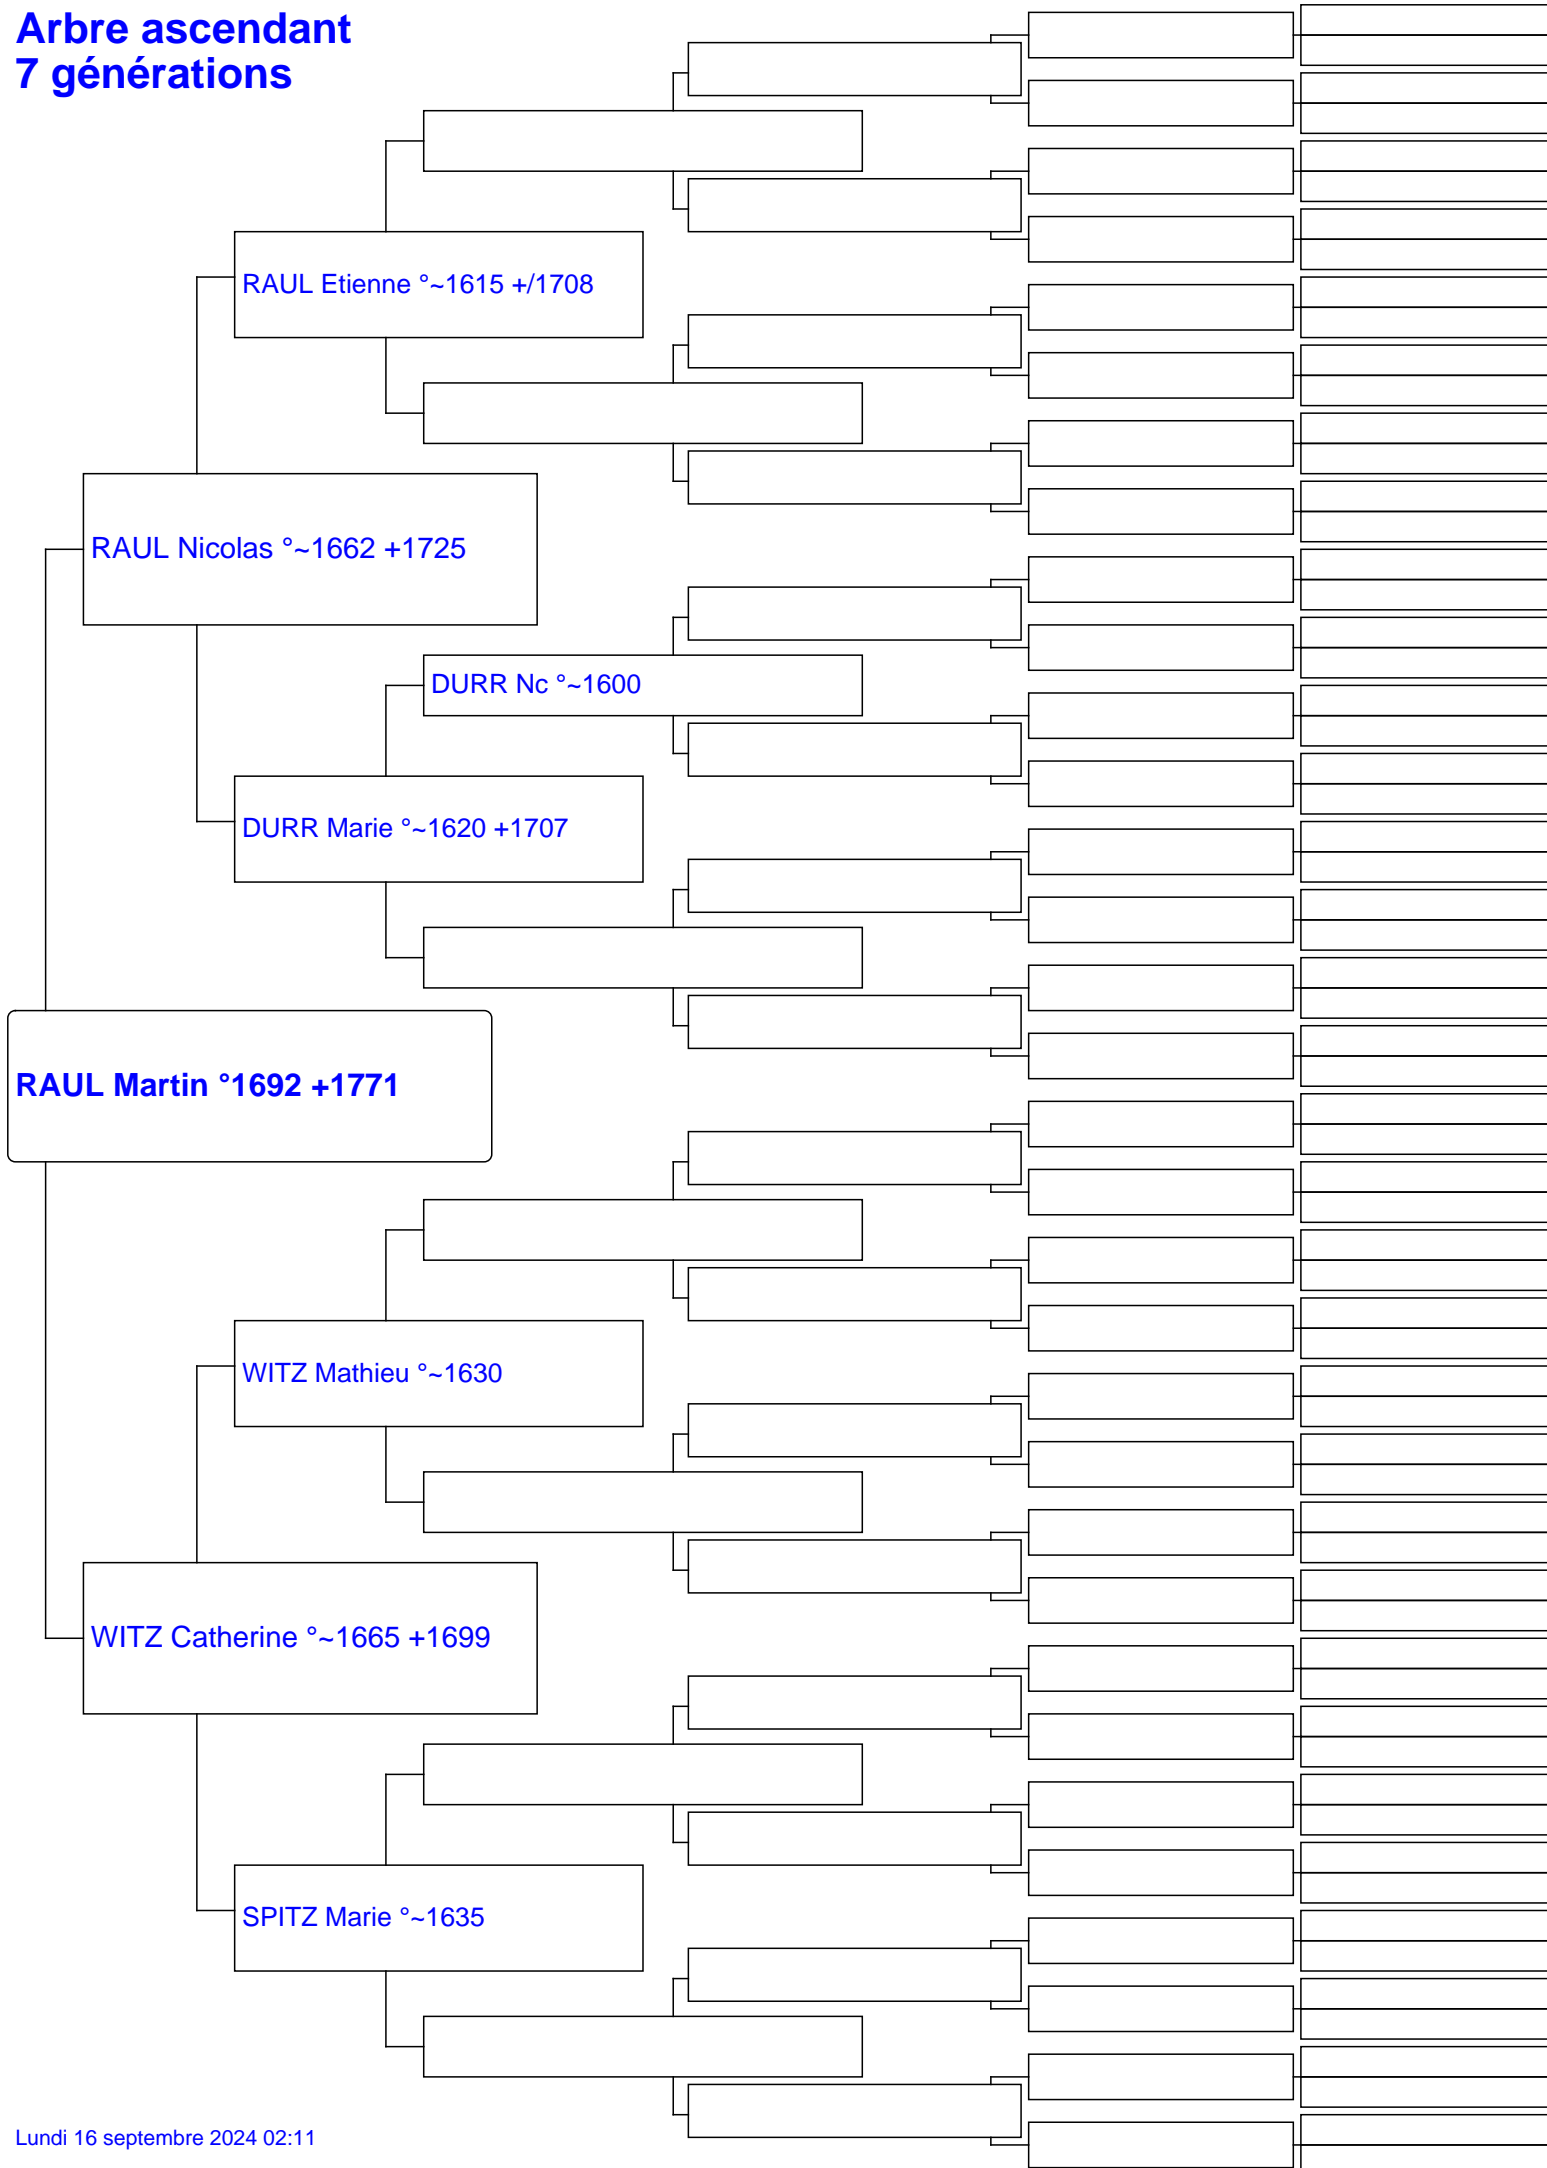 Arbre ascendant
7 générations
RAUL Etienne °~1615 +/1708
RAUL Nicolas °~1662 +1725
DURR Nc °~1600
DURR Marie °~1620 +1707
RAUL Martin °1692 +1771
WITZ Mathieu °~1630
WITZ Catherine °~1665 +1699
SPITZ Marie °~1635
Lundi 16 septembre 2024 02:11